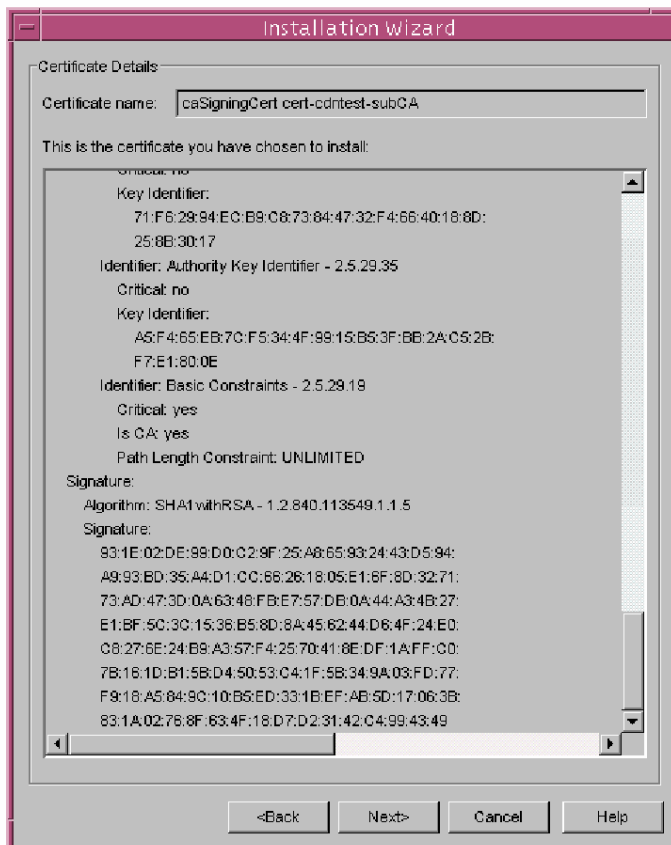 Installation Wizard
Certificate Details
Certificate name: caSigningCert cert-cdntest-subCA
This is the certificate you have chosen to install:
Critical: no
Key Identifier:
71:F6:29:94:EC:B9:C8:73:84:47:32:F4:66:40:18:8D:
25:8B:30:17
Identifier: Authority Key Identifier - 2.5.29.35
Critical: no
Key Identifier:
A5:F4:65:EB:7C:F5:34:4F:99:15:B5:3F:BB:2A:C5:2B:
F7:E1:80:0E
Identifier: Basic Constraints - 2.5.29.19
Critical: yes
Is CA: yes
Path Length Constraint: UNLIMITED
Signature:
Algorithm: SHA1withRSA - 1.2.840.113549.1.1.5
Signature:
93:1E:02:DE:99:D0:C2:9F:25:A8:65:93:24:43:D5:94:
A9:93:BD:35:A4:D1:CC:66:26:18:05:E1:6F:8D:32:71:
73:AD:47:3D:0A:63:48:FB:E7:57:DB:0A:44:A3:4B:27:
E1:BF:5C:3C:15:36:B5:8D:8A:45:62:44:D6:4F:24:E0:
C8:27:6E:24:B9:A3:57:F4:25:70:41:8E:DF:1A:FF:C0:
7B:16:1D:B1:5B:D4:50:53:C4:1F:5B:34:9A:03:FD:77:
F9:18:A5:84:9C:10:B5:ED:33:1B:EF:AB:5D:17:06:3B:
83:1A:02:76:8F:63:4F:18:D7:D2:31:42:C4:99:43:49
<Back Next> Cancel Help